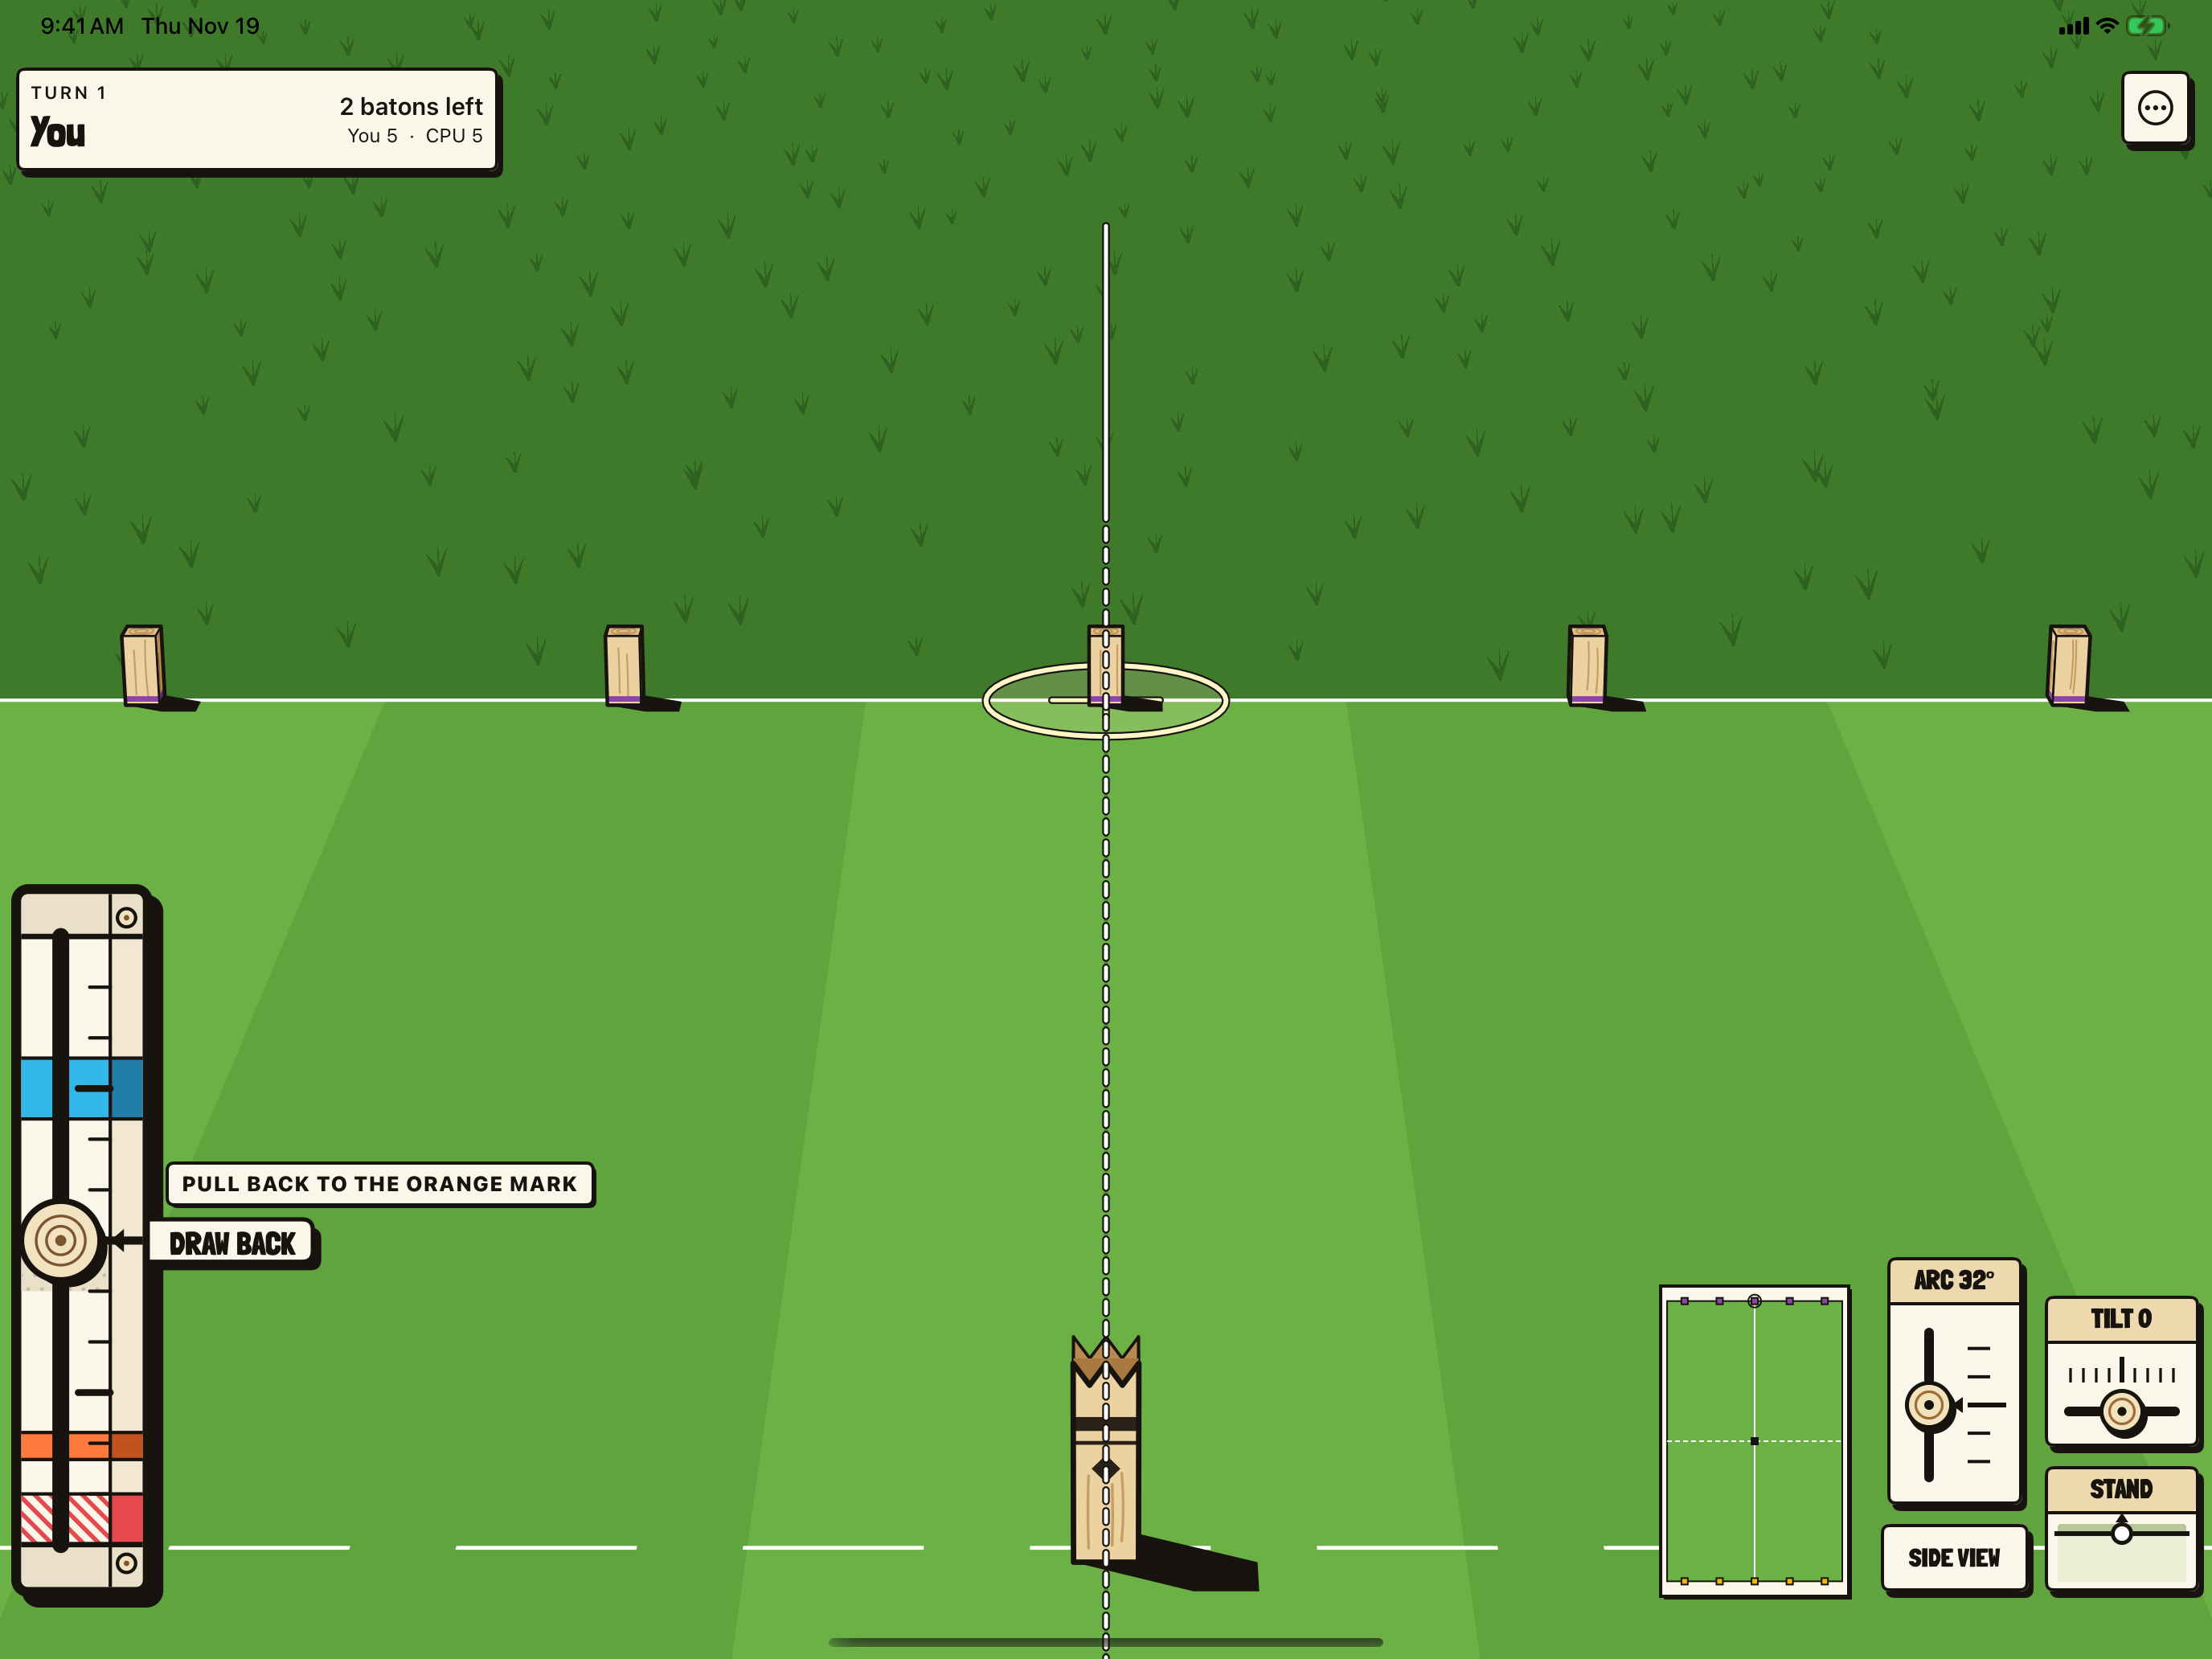 9:41 AM Thu Nov 19
TURN 1
You
2 batons left
You 5 · CPU 5
PULL BACK TO THE ORANGE MARK
DRAW BACK
ARC 32°
TILT 0
STAND
SIDE VIEW